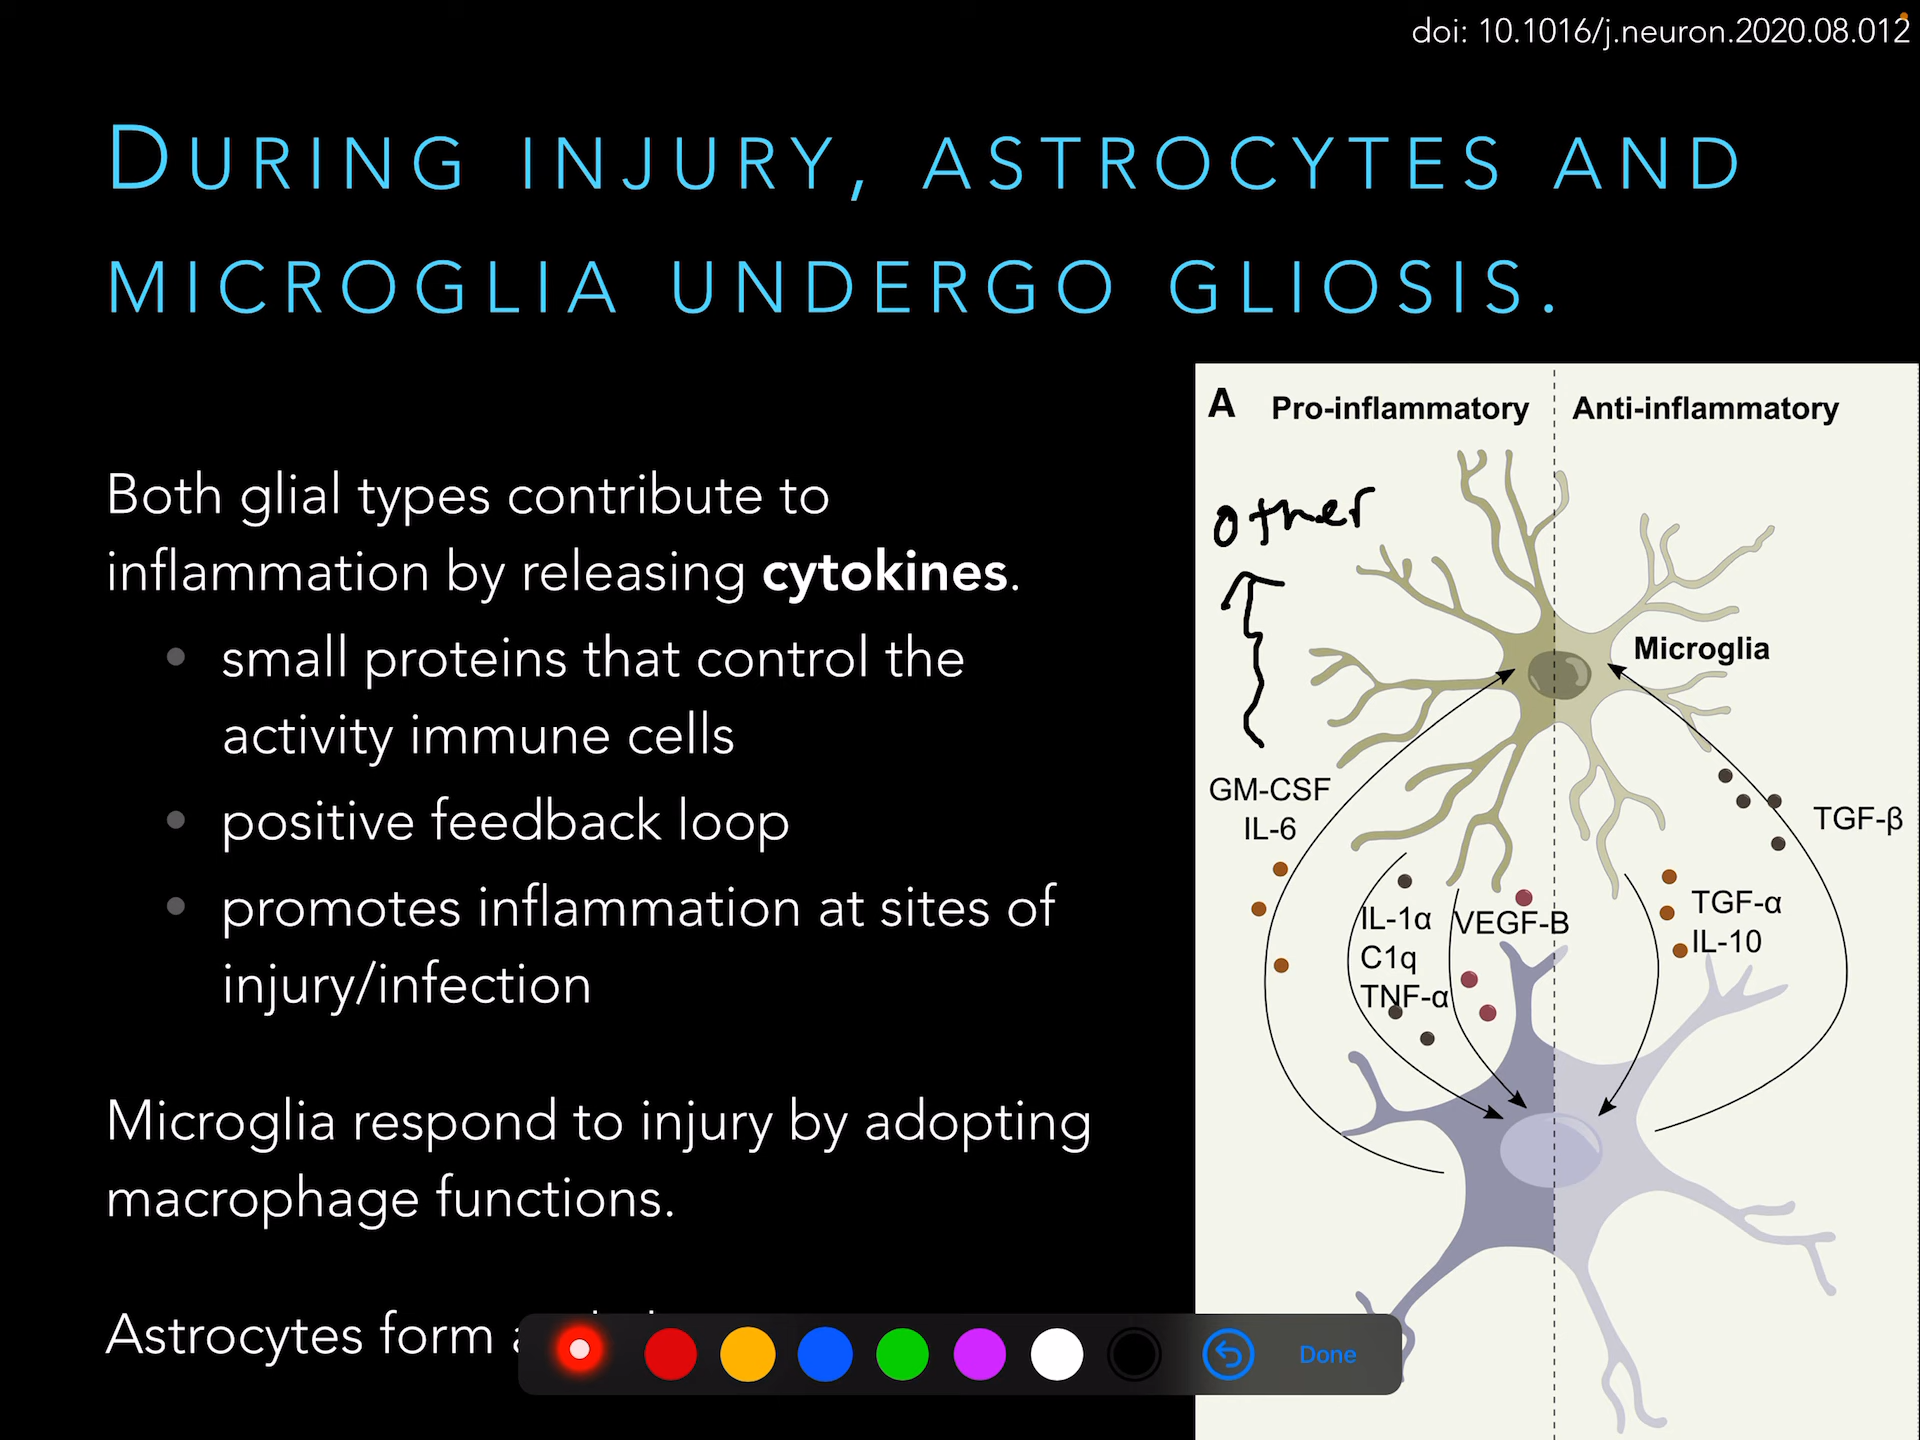 doi: 10.1016/j.neuron.2020.08.012
DURING INJURY, ASTROCYTES AND
MICROGLIA UNDERGO GLIOSIS.
Both glial types contribute to
inflammation by releasing cytokines.
• small proteins that control the
activity immune cells
• positive feedback loop
• promotes inflammation at sites of
injury/infection
Microglia respond to injury by adopting
macrophage functions.
Astrocytes form
A Pro-inflammatory Anti-inflammatory
other
Microglia
GM-CSF
IL-6
TGF-β
IL-1α
C1q
TNF-α
VEGF-B
TGF-α
IL-10
Done